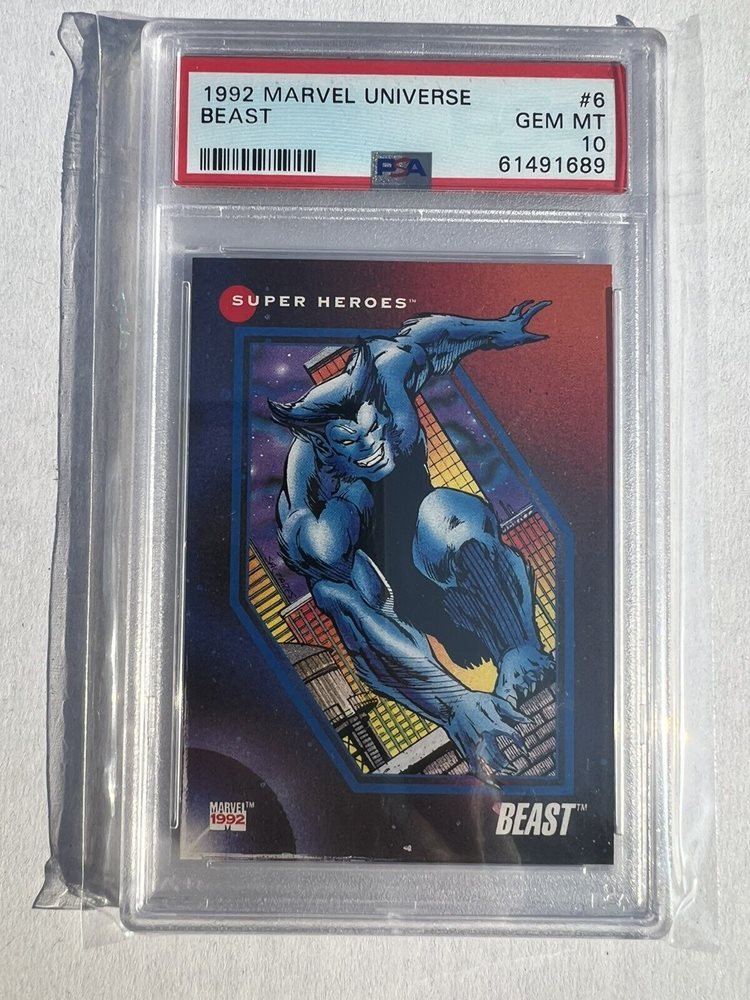 1992 MARVEL UNIVERSE #6
BEAST GEM MT
10
PSA 61491689
SUPER HEROES™
MARVEL™
1992
BEAST™